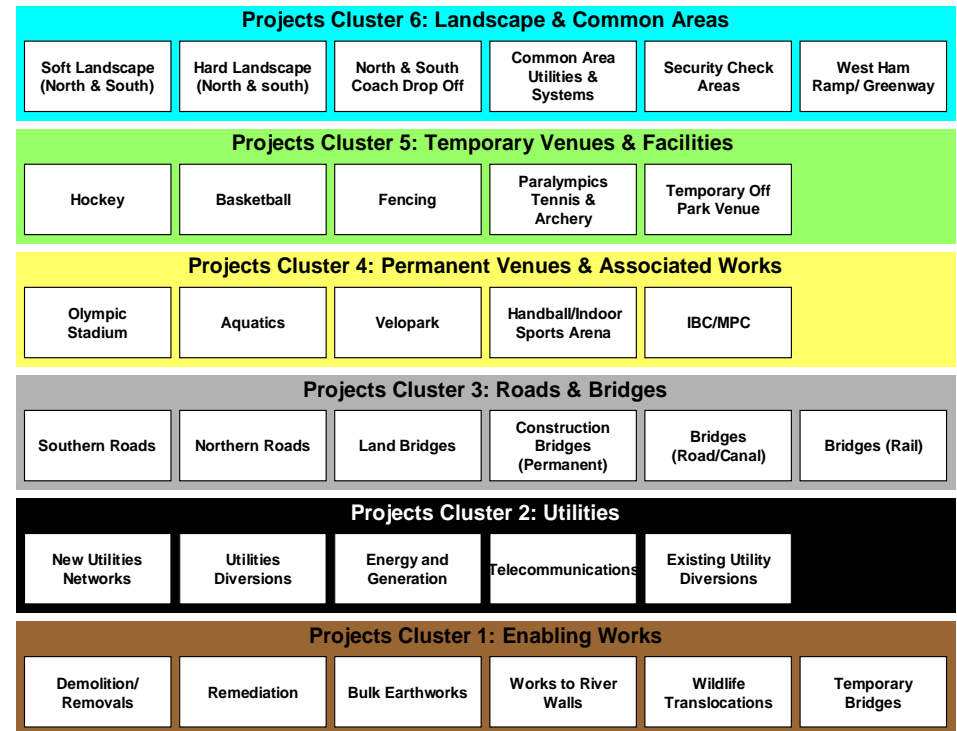 Projects Cluster 6: Landscape & Common Areas
Soft Landscape
(North & South)
Hard Landscape
(North & south)
North & South
Coach Drop Off
Common Area
Utilities &
Systems
Security Check
Areas
West Ham
Ramp/ Greenway
Projects Cluster 5: Temporary Venues & Facilities
Hockey
Basketball
Fencing
Paralympics
Tennis &
Archery
Temporary Off
Park Venue
Projects Cluster 4: Permanent Venues & Associated Works
Olympic
Stadium
Aquatics
Velopark
Handball/Indoor
Sports Arena
IBC/MPC
Projects Cluster 3: Roads & Bridges
Southern Roads
Northern Roads
Land Bridges
Construction
Bridges
(Permanent)
Bridges
(Road/Canal)
Bridges (Rail)
Projects Cluster 2: Utilities
New Utilities
Networks
Utilities
Diversions
Energy and
Generation
Telecommunications
Existing Utility
Diversions
Projects Cluster 1: Enabling Works
Demolition/
Removals
Remediation
Bulk Earthworks
Works to River
Walls
Wildlife
Translocations
Temporary
Bridges